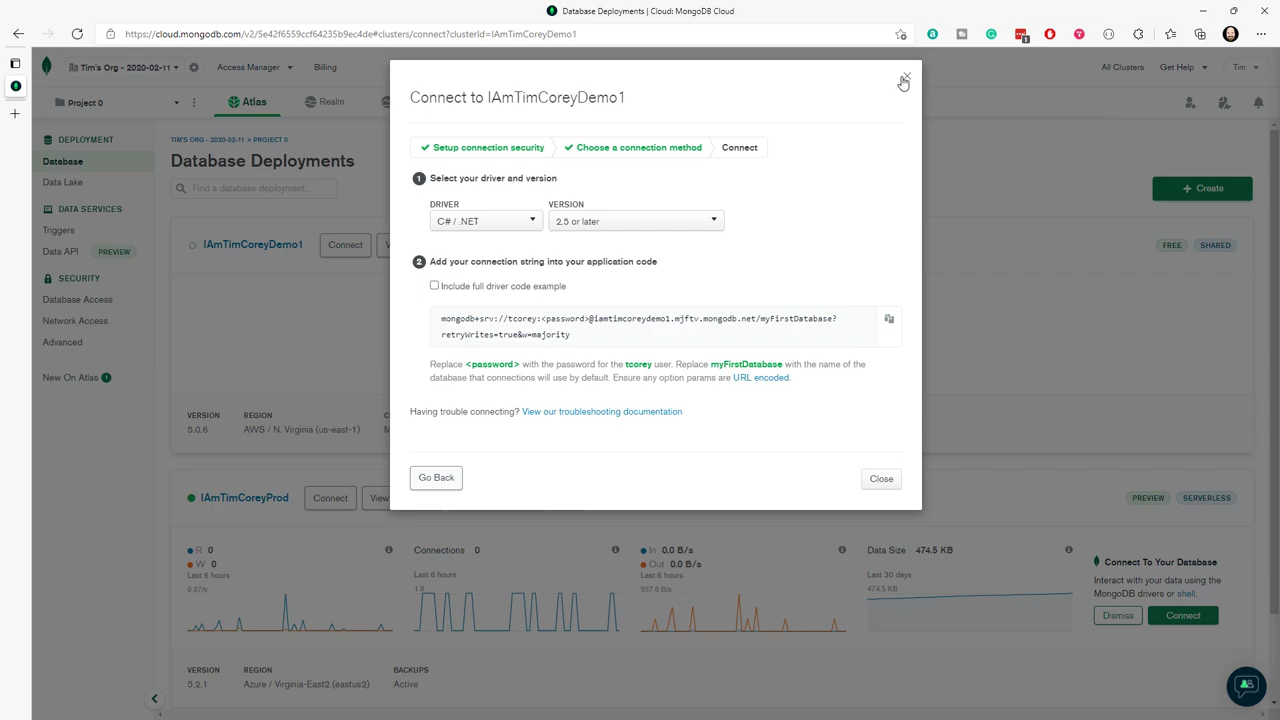 Database Deployments | Cloud: MongoDB Cloud
https://cloud.mongodb.com/v2/5e42f6559ccf64235b9ec4de#clusters/connect?clusterId=IAmTimCoreyDemo1
1
Tim's Org - 2020-02-11
Access Manager
Billing
All Clusters
Get Help
Tim
Project 0
Atlas
Realm
DEPLOYMENT
Database
Data Lake
DATA SERVICES
Triggers
Data API
PREVIEW
SECURITY
Database Access
Network Access
Advanced
New On Atlas 1
TIM'S ORG - 2020-02-11 > PROJECT 0
Database Deployments
Find a database deployment...
+ Create
IAmTimCoreyDemo1
Connect
FREE
SHARED
VERSION
5.0.6
REGION
AWS / N. Virginia (us-east-1)
Connect to IAmTimCoreyDemo1
Setup connection security
Choose a connection method
Connect
1 Select your driver and version
DRIVER
VERSION
C# / .NET
2.5 or later
2 Add your connection string into your application code
Include full driver code example
mongodb+srv://tcorey:<password>@iamtimcoreydemo1.mjftv.mongodb.net/myFirstDatabase?
retryWrites=true&w=majority
Replace <password> with the password for the tcorey user. Replace myFirstDatabase with the name of the
database that connections will use by default. Ensure any option params are URL encoded.
Having trouble connecting? View our troubleshooting documentation
Go Back
Close
IAmTimCoreyProd
Connect
View
PREVIEW
SERVERLESS
R 0
W 0
Last 6 hours
0.07/s
Connections 0
Last 6 hours
1.0
In 0.0 B/s
Out 0.0 B/s
Last 6 hours
937.0 B/s
Data Size 474.5 KB
Last 30 days
474.5 KB
Connect To Your Database
Interact with your data using the
MongoDB drivers or shell.
Dismiss
Connect
VERSION
5.2.1
REGION
Azure / Virginia-East2 (eastus2)
BACKUPS
Active